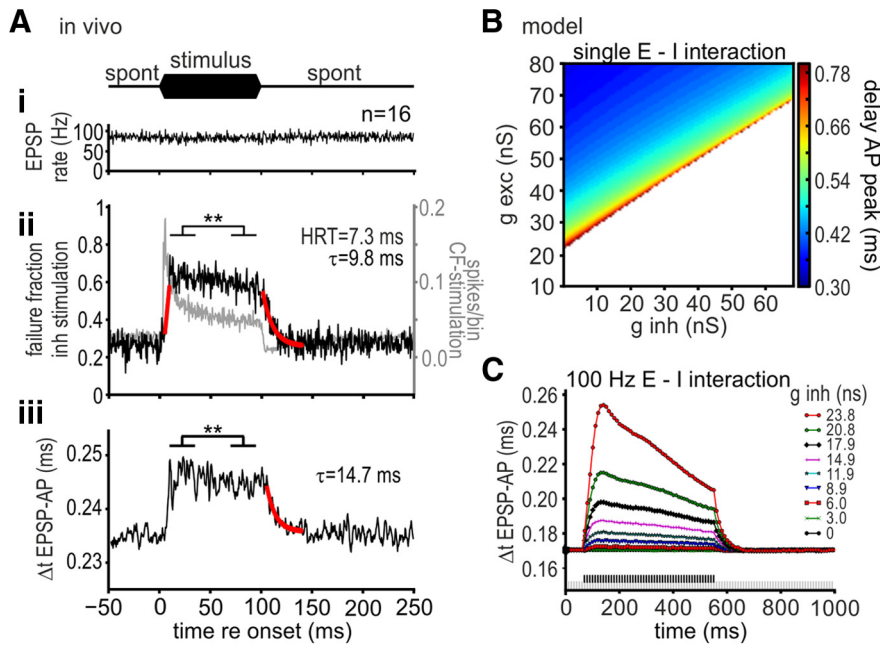 A in vivo
spont stimulus spont
i
n=16
EPSP
rate (Hz)
100
50
0
ii
failure fraction
inh stimulation
1
0.8
0.6
0.4
0.2
0
**
HRT=7.3 ms
τ=9.8 ms
0.2
0.1
0.0
spikes/bin
CF-stimulation
iii
Δt EPSP-AP (ms)
0.25
0.24
0.23
**
τ=14.7 ms
−50 0 50 100 150 200 250
time re onset (ms)
B model
single E - I interaction
g exc (nS)
80
70
60
50
40
30
20
10
10 20 30 40 50 60
g inh (nS)
0.78
0.66
0.54
0.42
0.30
delay AP peak (ms)
C
100 Hz E - I interaction
Δt EPSP-AP (ms)
0.26
0.24
0.22
0.20
0.18
0.16
g inh (ns)
23.8
20.8
17.9
14.9
11.9
8.9
6.0
3.0
0
0 200 400 600 800 1000
time (ms)